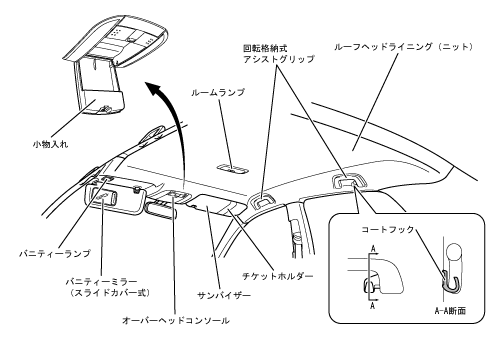 回転格納式
アシストグリップ
ルーフヘッドライニング（ニット）
ルームランプ
小物入れ
コートフック
バニティーランプ
A
A
チケットホルダー
バニティーミラー
（スライドカバー式）
サンバイザー
A-A断面
オーバーヘッドコンソール